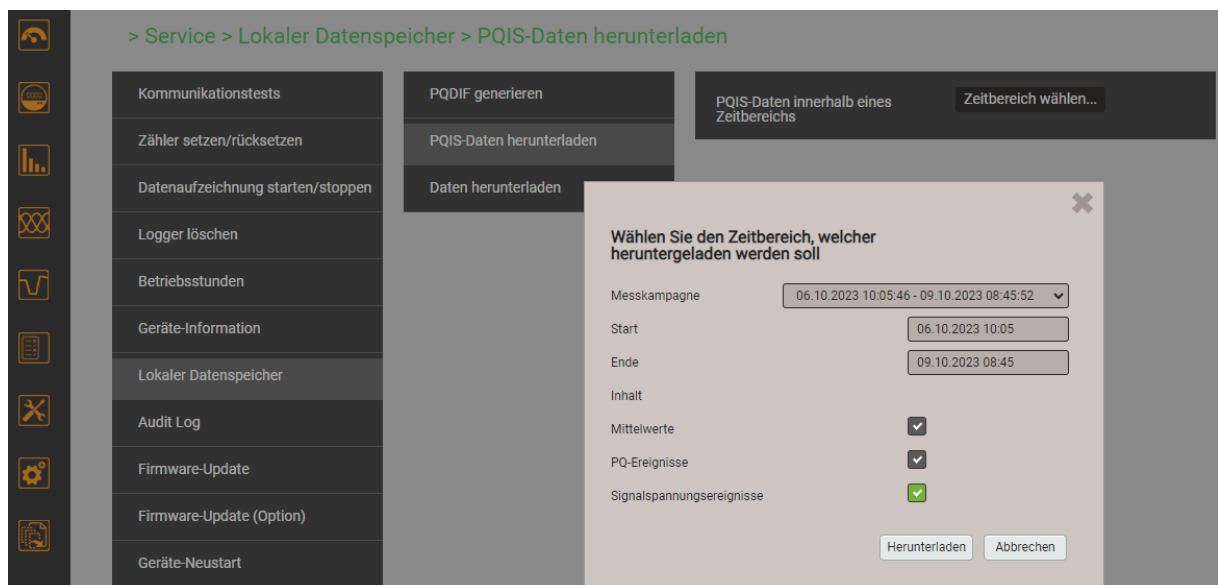 > Service > Lokaler Datenspeicher > PQIS-Daten herunterladen
Kommunikationstests
Zähler setzen/rücksetzen
Datenaufzeichnung starten/stoppen
Logger löschen
Betriebsstunden
Geräte-Information
Lokaler Datenspeicher
Audit Log
Firmware-Update
Firmware-Update (Option)
Geräte-Neustart
PQDIF generieren
PQIS-Daten herunterladen
Daten herunterladen
PQIS-Daten innerhalb eines
Zeitbereichs
Zeitbereich wählen...
Wählen Sie den Zeitbereich, welcher
heruntergeladen werden soll
Messkampagne 06.10.2023 10:05:46 - 09.10.2023 08:45:52
Start 06.10.2023 10:05
Ende 09.10.2023 08:45
Inhalt
Mittelwerte
PQ-Ereignisse
Signalspannungsereignisse
Herunterladen Abbrechen